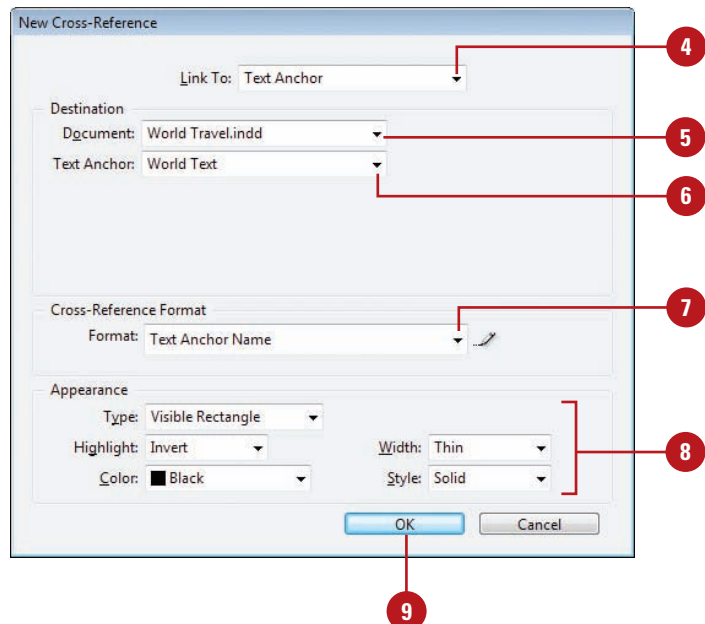 New Cross-Reference
4
Link To: Text Anchor
Destination
Document: World Travel.indd
5
Text Anchor: World Text
6
Cross-Reference Format
7
Format: Text Anchor Name
Appearance
Type: Visible Rectangle
Highlight: Invert
Width: Thin
8
Color: Black
Style: Solid
OK
Cancel
9